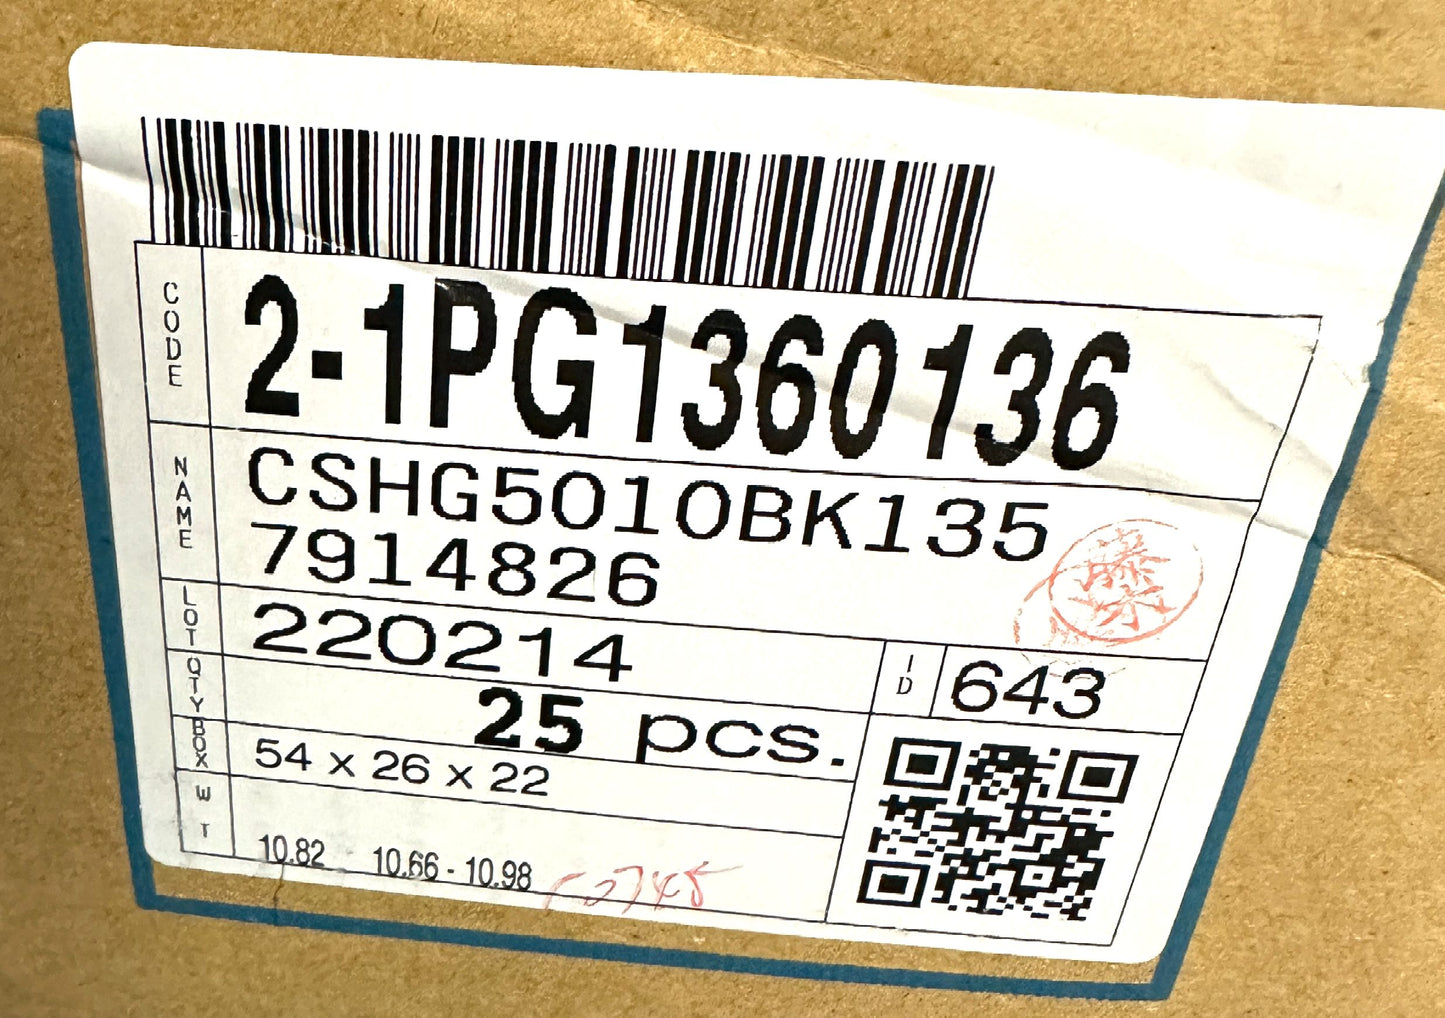 CODE 2-1PG1360136
NAME CSHG5010BK135
7914826
LOT 220214
ID 643
QTY 25 pcs.
BOX 54 x 26 x 22
WT 10.82 10.66 - 10.98